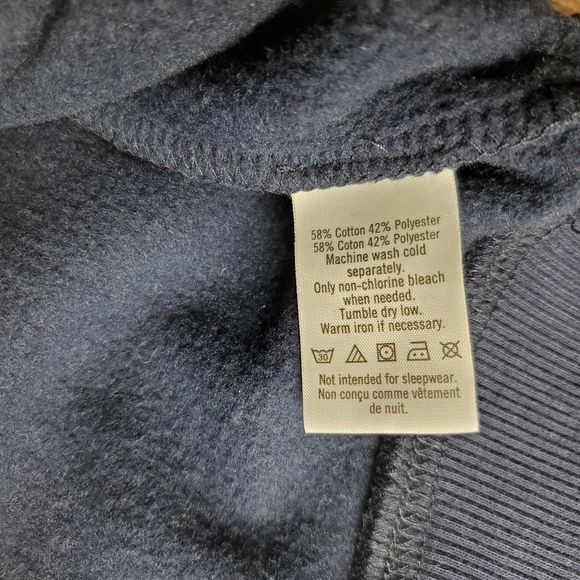 58% Cotton 42% Polyester
58% Coton 42% Polyester
Machine wash cold
separately.
Only non-chlorine bleach
when needed.
Tumble dry low.
Warm iron if necessary.
30
Not intended for sleepwear.
Non conçu comme vêtement
de nuit.